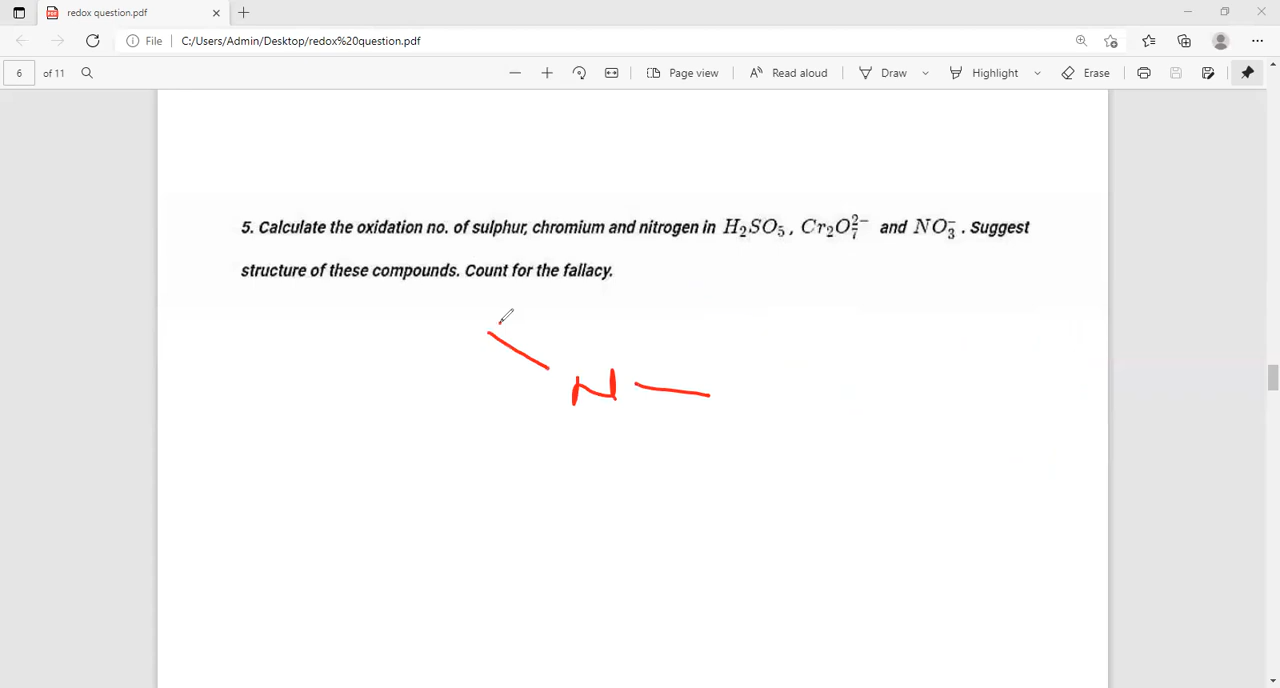 redox question.pdf
File C:/Users/Admin/Desktop/redox%20question.pdf
6 of 11 Page view Read aloud Draw Highlight Erase
5. Calculate the oxidation no. of sulphur, chromium and nitrogen in H₂SO₅, Cr₂O₇²⁻ and NO₃⁻. Suggest
structure of these compounds. Count for the fallacy.
N